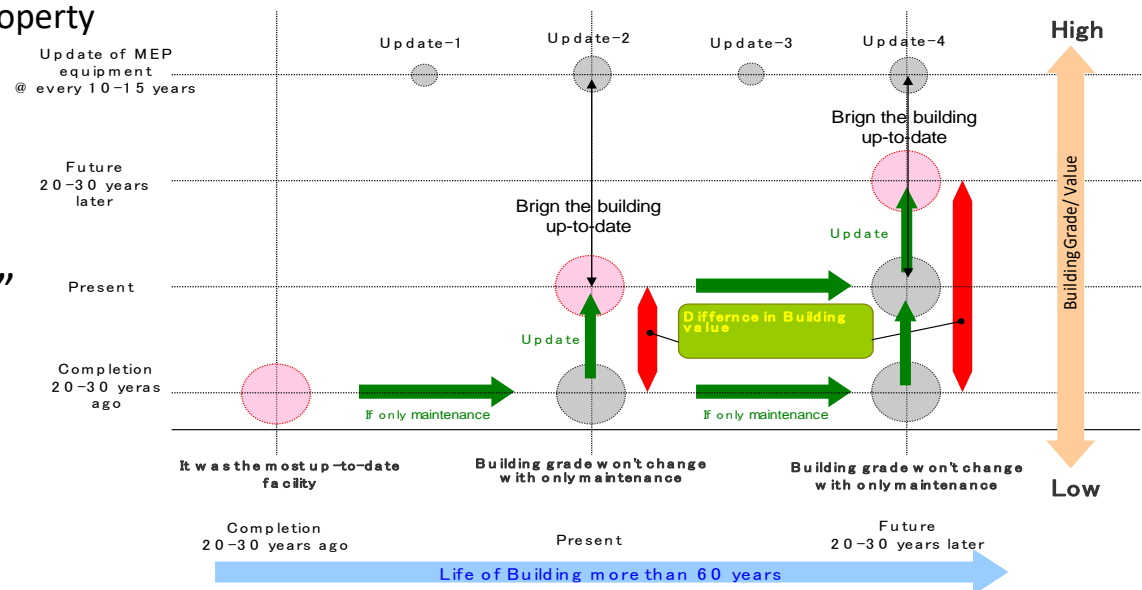 operty
Update of MEP
equipment
@ every 10-15 years
Update-1
Update-2
Update-3
Update-4
High
Brign the building
up-to-date
Future
20-30 years
later
Brign the building
up-to-date
Update
Building Grade/ Value
”
Present
Differnce in Building
value
Update
Completion
20-30 yeras
ago
If only maintenance
If only maintenance
It was the most up-to-date
facility
Building grade won't change
with only maintenance
Building grade won't change
with only maintenance
Low
Completion
20-30 years ago
Present
Future
20-30 years later
Life of Building more than 60 years